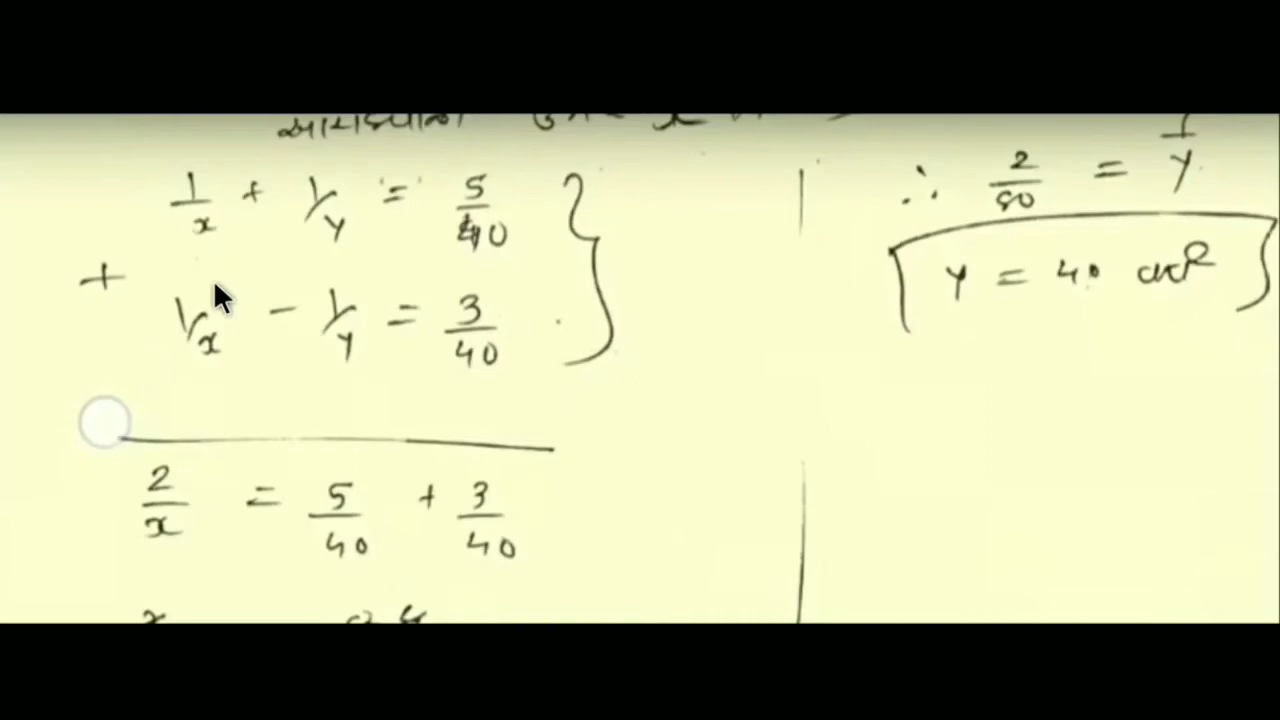 1/x + 1/y = 5/40
+
1/x - 1/y = 3/40
2/x = 5/40 + 3/40
∴ 2/80 = 1/y
y = 40